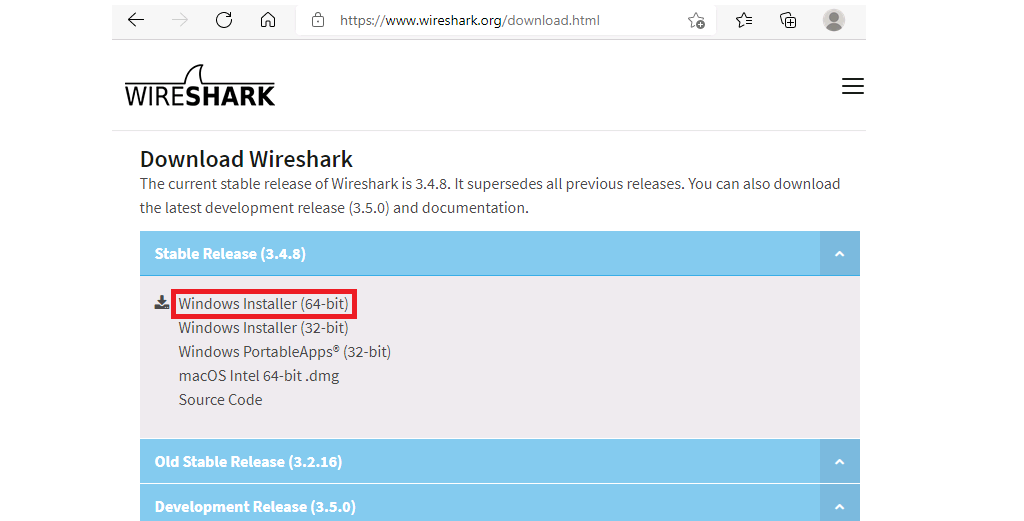 https://www.wireshark.org/download.html
WIRESHARK
Download Wireshark
The current stable release of Wireshark is 3.4.8. It supersedes all previous releases. You can also download
the latest development release (3.5.0) and documentation.
Stable Release (3.4.8)
Windows Installer (64-bit)
Windows Installer (32-bit)
Windows PortableApps® (32-bit)
macOS Intel 64-bit .dmg
Source Code
Old Stable Release (3.2.16)
Development Release (3.5.0)